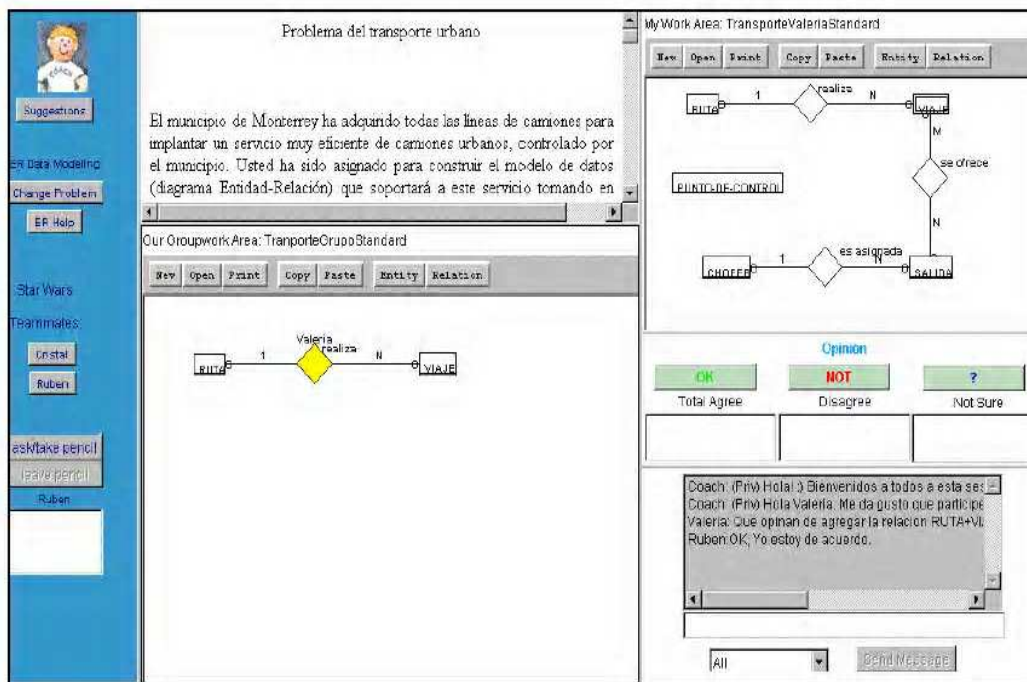 COACH
Suggestions
ER Data Modeling
Change Problem
ER Help
Star Wars
Teammates:
Cristal
Ruben
ask/take pencil
leave pencil
Ruben
Problema del transporte urbano
El municipio de Monterrey ha adquirido todas las líneas de camiones para
implantar un servicio muy eficiente de camiones urbanos, controlado por
el municipio. Usted ha sido asignado para construir el modelo de datos
(diagrama Entidad-Relación) que soportará a este servicio tomando en
Our Groupwork Area: TranporteGrupoStandard
New Open Print Copy Paste Entity Relation
Valeria
realiza
RUTA 1 N VIAJE
My Work Area: TransporteValeriaStandard
New Open Print Copy Paste Entity Relation
realiza
RUTA 1 N VIAJE
M
se ofrece
PUNTO-DE-CONTROL
N
es asignada
CHOFER 1 N SALIDA
Opinion
OK NOT ?
Total Agree Disagree Not Sure
Coach: (Priv) Hola! :) Bienvenidos a todos a esta ses
Coach: (Priv) Hola Valeria. Me da gusto que participe
Valeria: Que opinan de agregar la relacion RUTA+VI
Ruben:OK, Yo estoy de acuerdo.
All Send Message